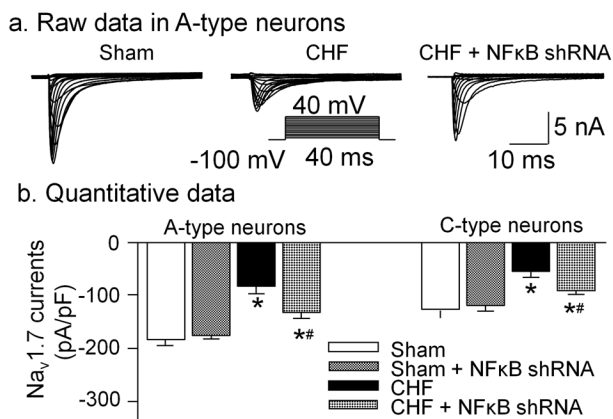 a. Raw data in A-type neurons
Sham CHF CHF + NFκB shRNA
40 mV
5 nA
-100 mV 40 ms 10 ms
b. Quantitative data
A-type neurons C-type neurons
0
-100
-200
-300
Naᵥ1.7 currents
(pA/pF)
* *# * *#
Sham
Sham + NFκB shRNA
CHF
CHF + NFκB shRNA